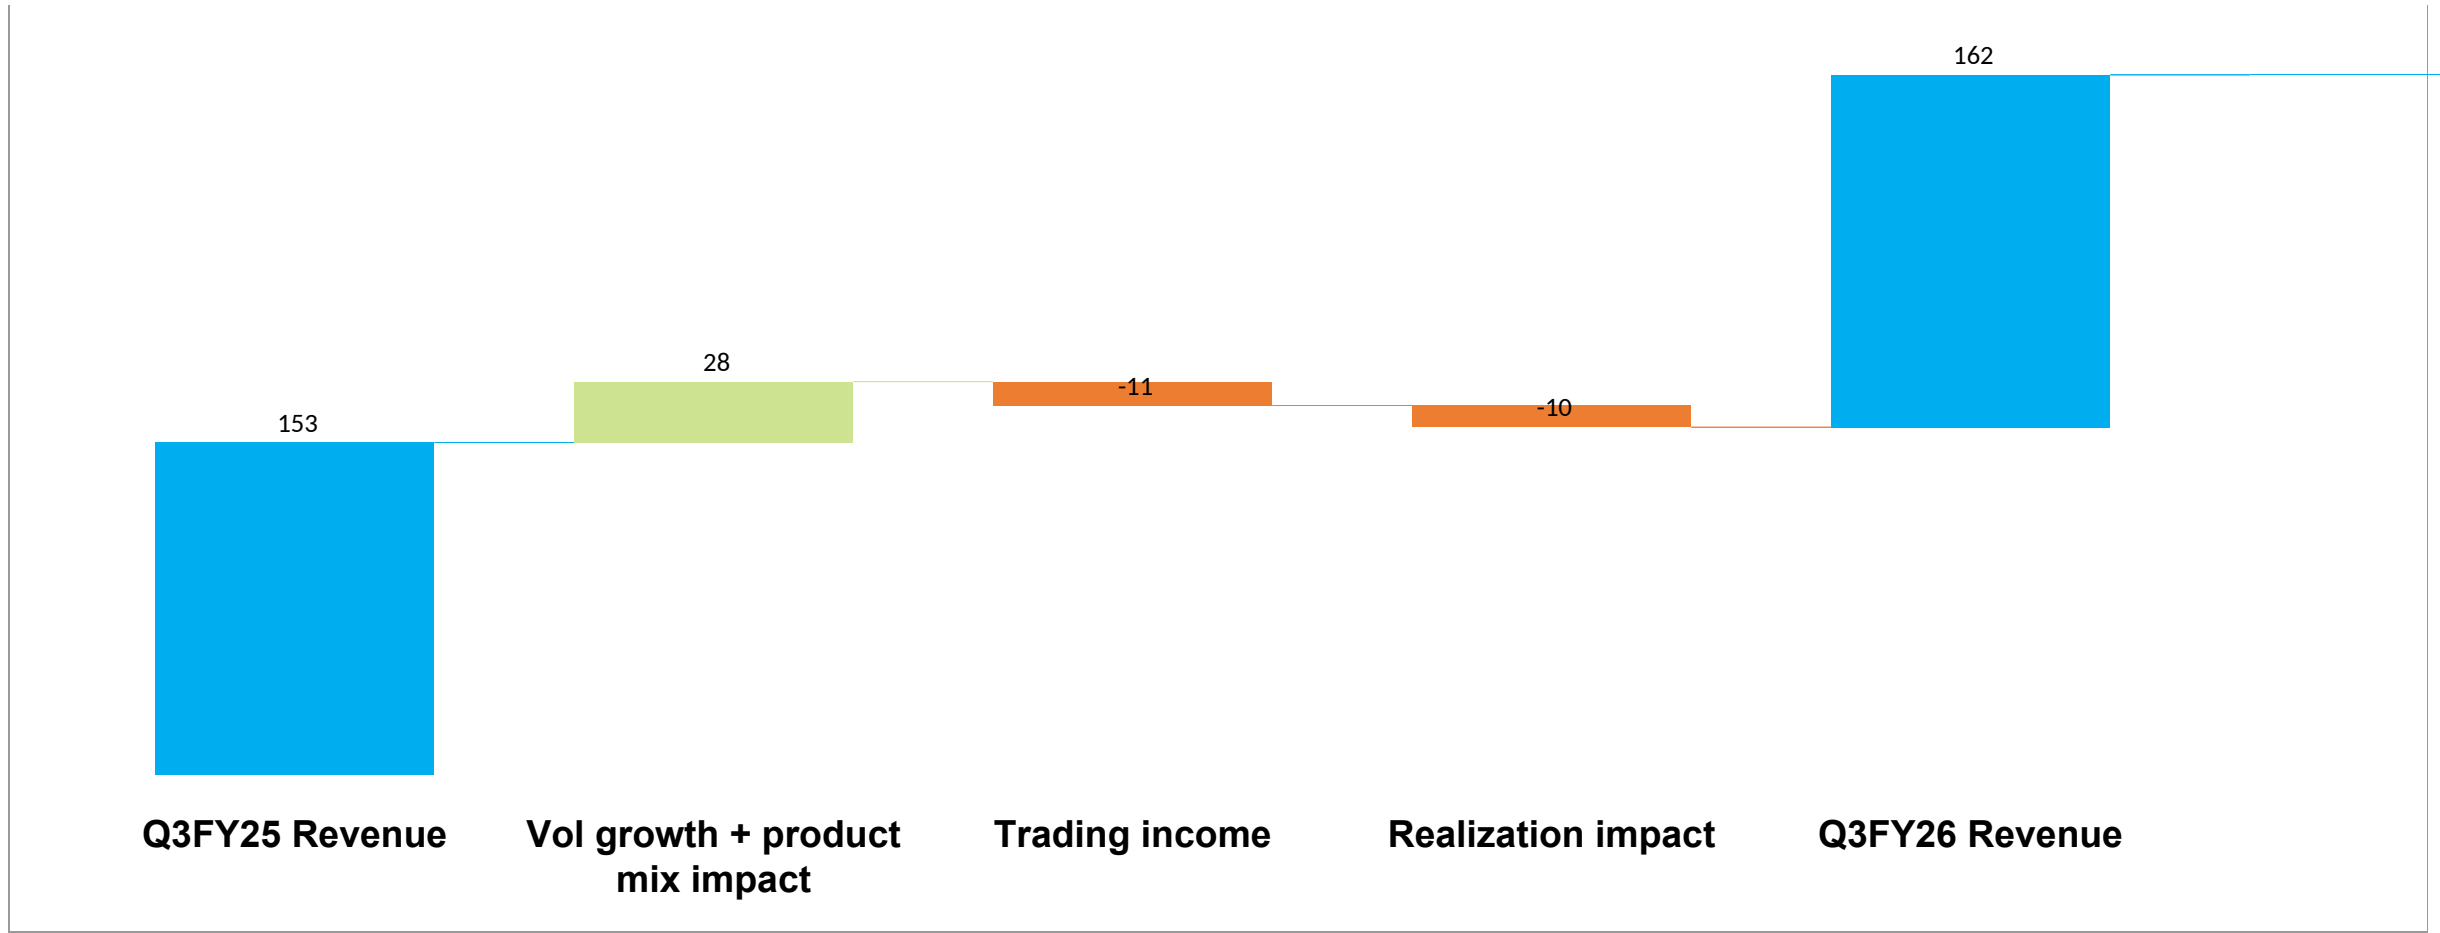 162
28
-11
-10
153
Q3FY25 Revenue
Vol growth + product
mix impact
Trading income
Realization impact
Q3FY26 Revenue